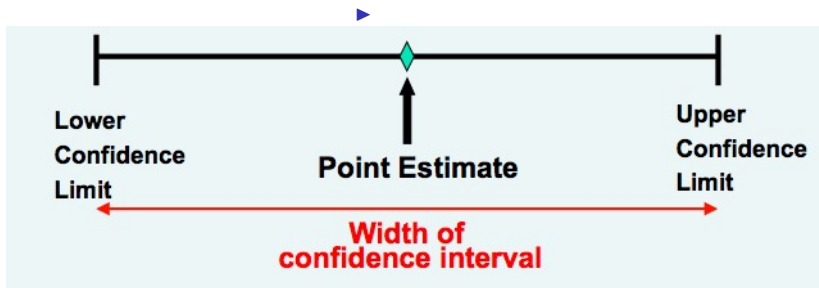 Lower
Confidence
Limit
Point Estimate
Upper
Confidence
Limit
Width of
confidence interval